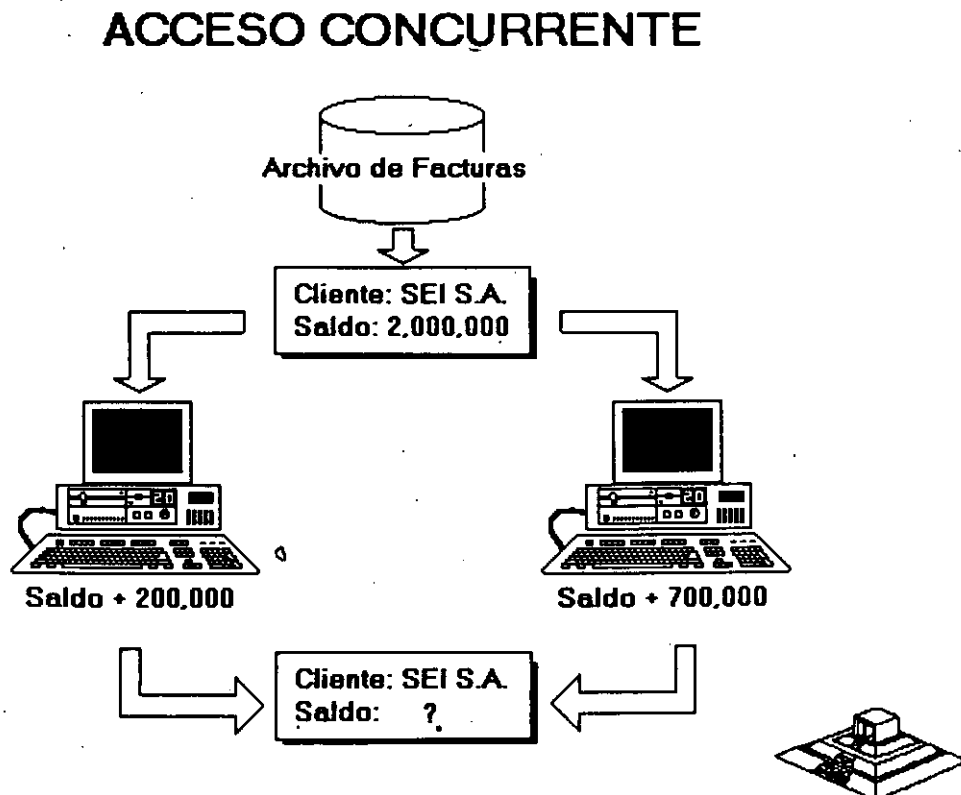 ACCESO CONCURRENTE
Archivo de Facturas
Cliente: SEI S.A.
Saldo: 2,000,000
Saldo + 200,000
Saldo + 700,000
Cliente: SEI S.A.
Saldo: ?